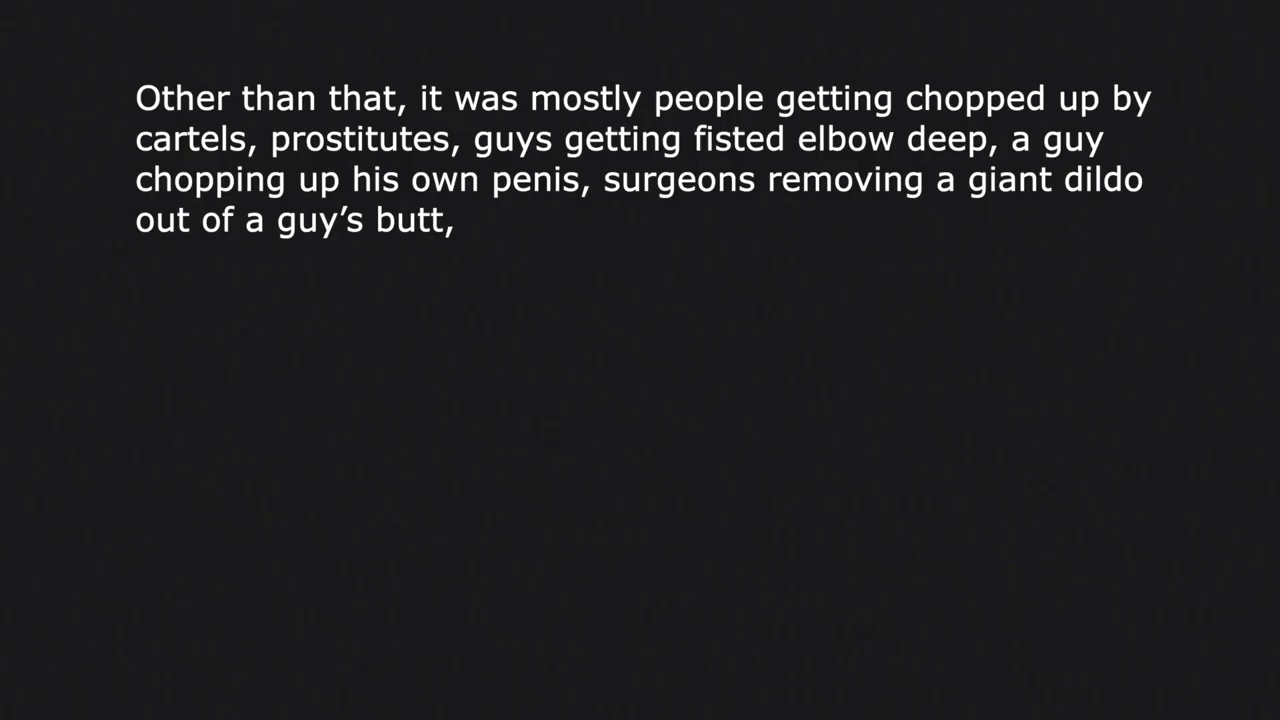 Other than that, it was mostly people getting chopped up by
cartels, prostitutes, guys getting fisted elbow deep, a guy
chopping up his own penis, surgeons removing a giant dildo
out of a guy’s butt,